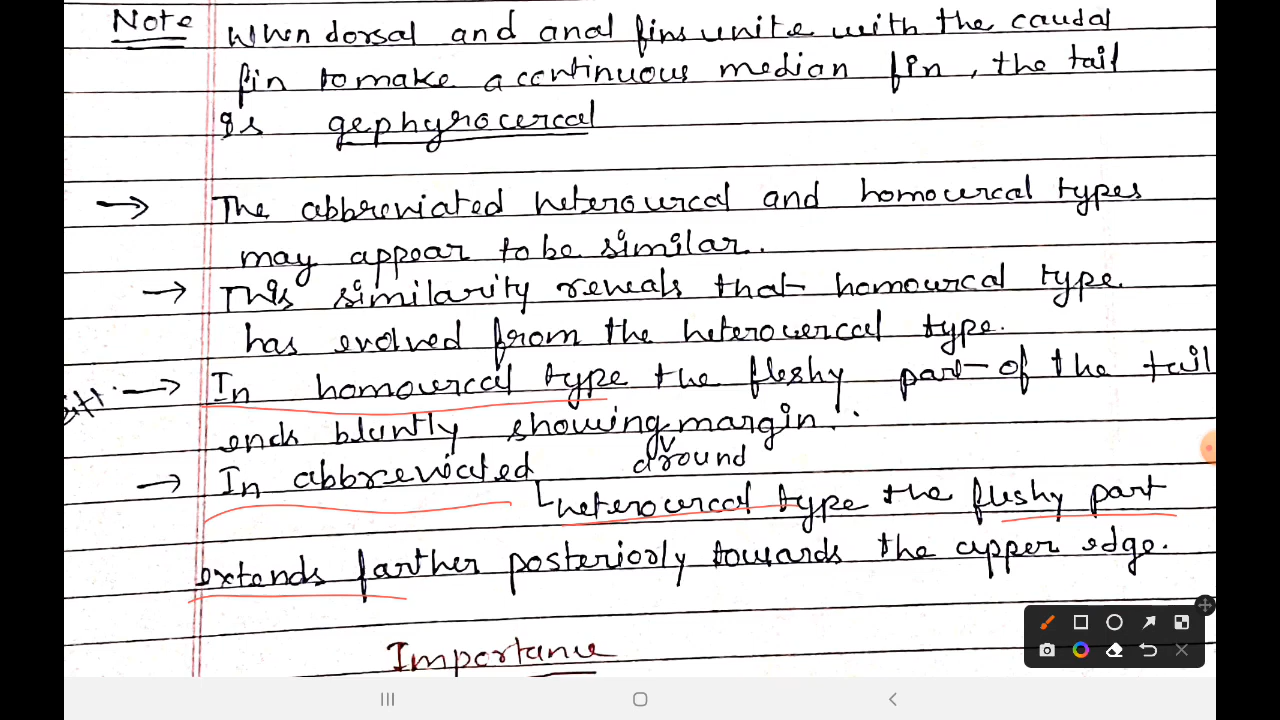 Note When dorsal and anal fins unite with the caudal
fin to make a continuous median fin, the tail
is gephyrocercal
→ The abbreviated heterocercal and homocercal types
may appear to be similar.
→ This similarity reveals that homocercal type
has evolved from the heterocercal type.
→ In homocercal type the fleshy part of the tail
ends bluntly showing margin.
around
→ In abbreviated
heterocercal type the fleshy part
extends farther posteriorly towards the upper edge.
Importance